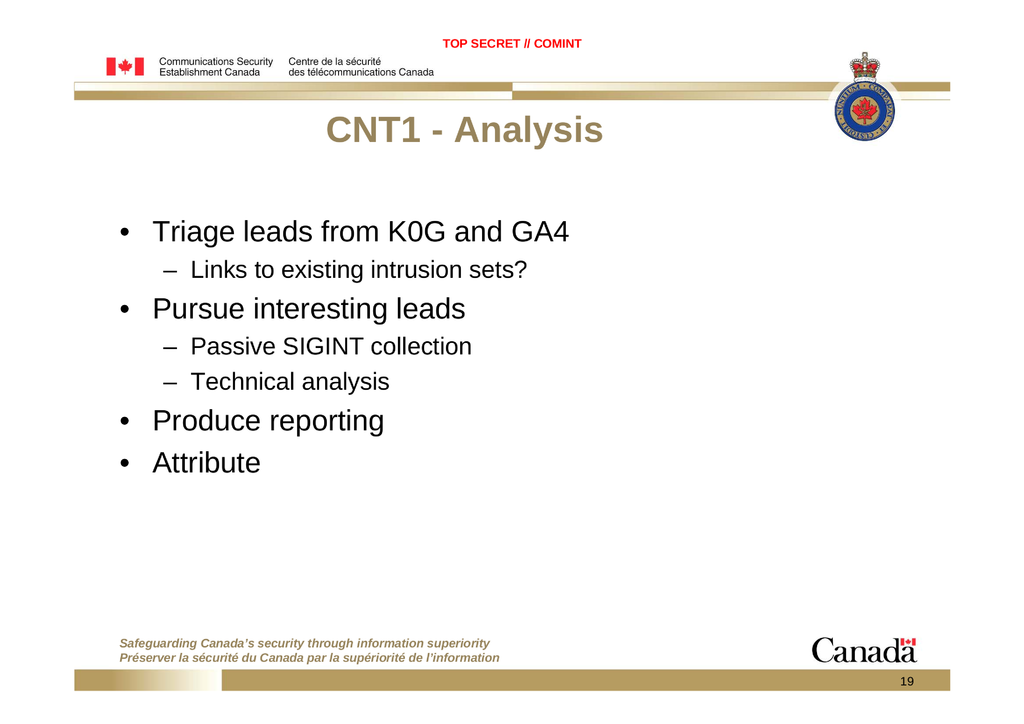 TOP SECRET // COMINT
Communications Security Establishment Canada
Centre de la sécurité des télécommunications Canada
CNT1 - Analysis
• Triage leads from K0G and GA4
– Links to existing intrusion sets?
• Pursue interesting leads
– Passive SIGINT collection
– Technical analysis
• Produce reporting
• Attribute
Safeguarding Canada's security through information superiority
Préserver la sécurité du Canada par la supériorité de l'information
Canada
19